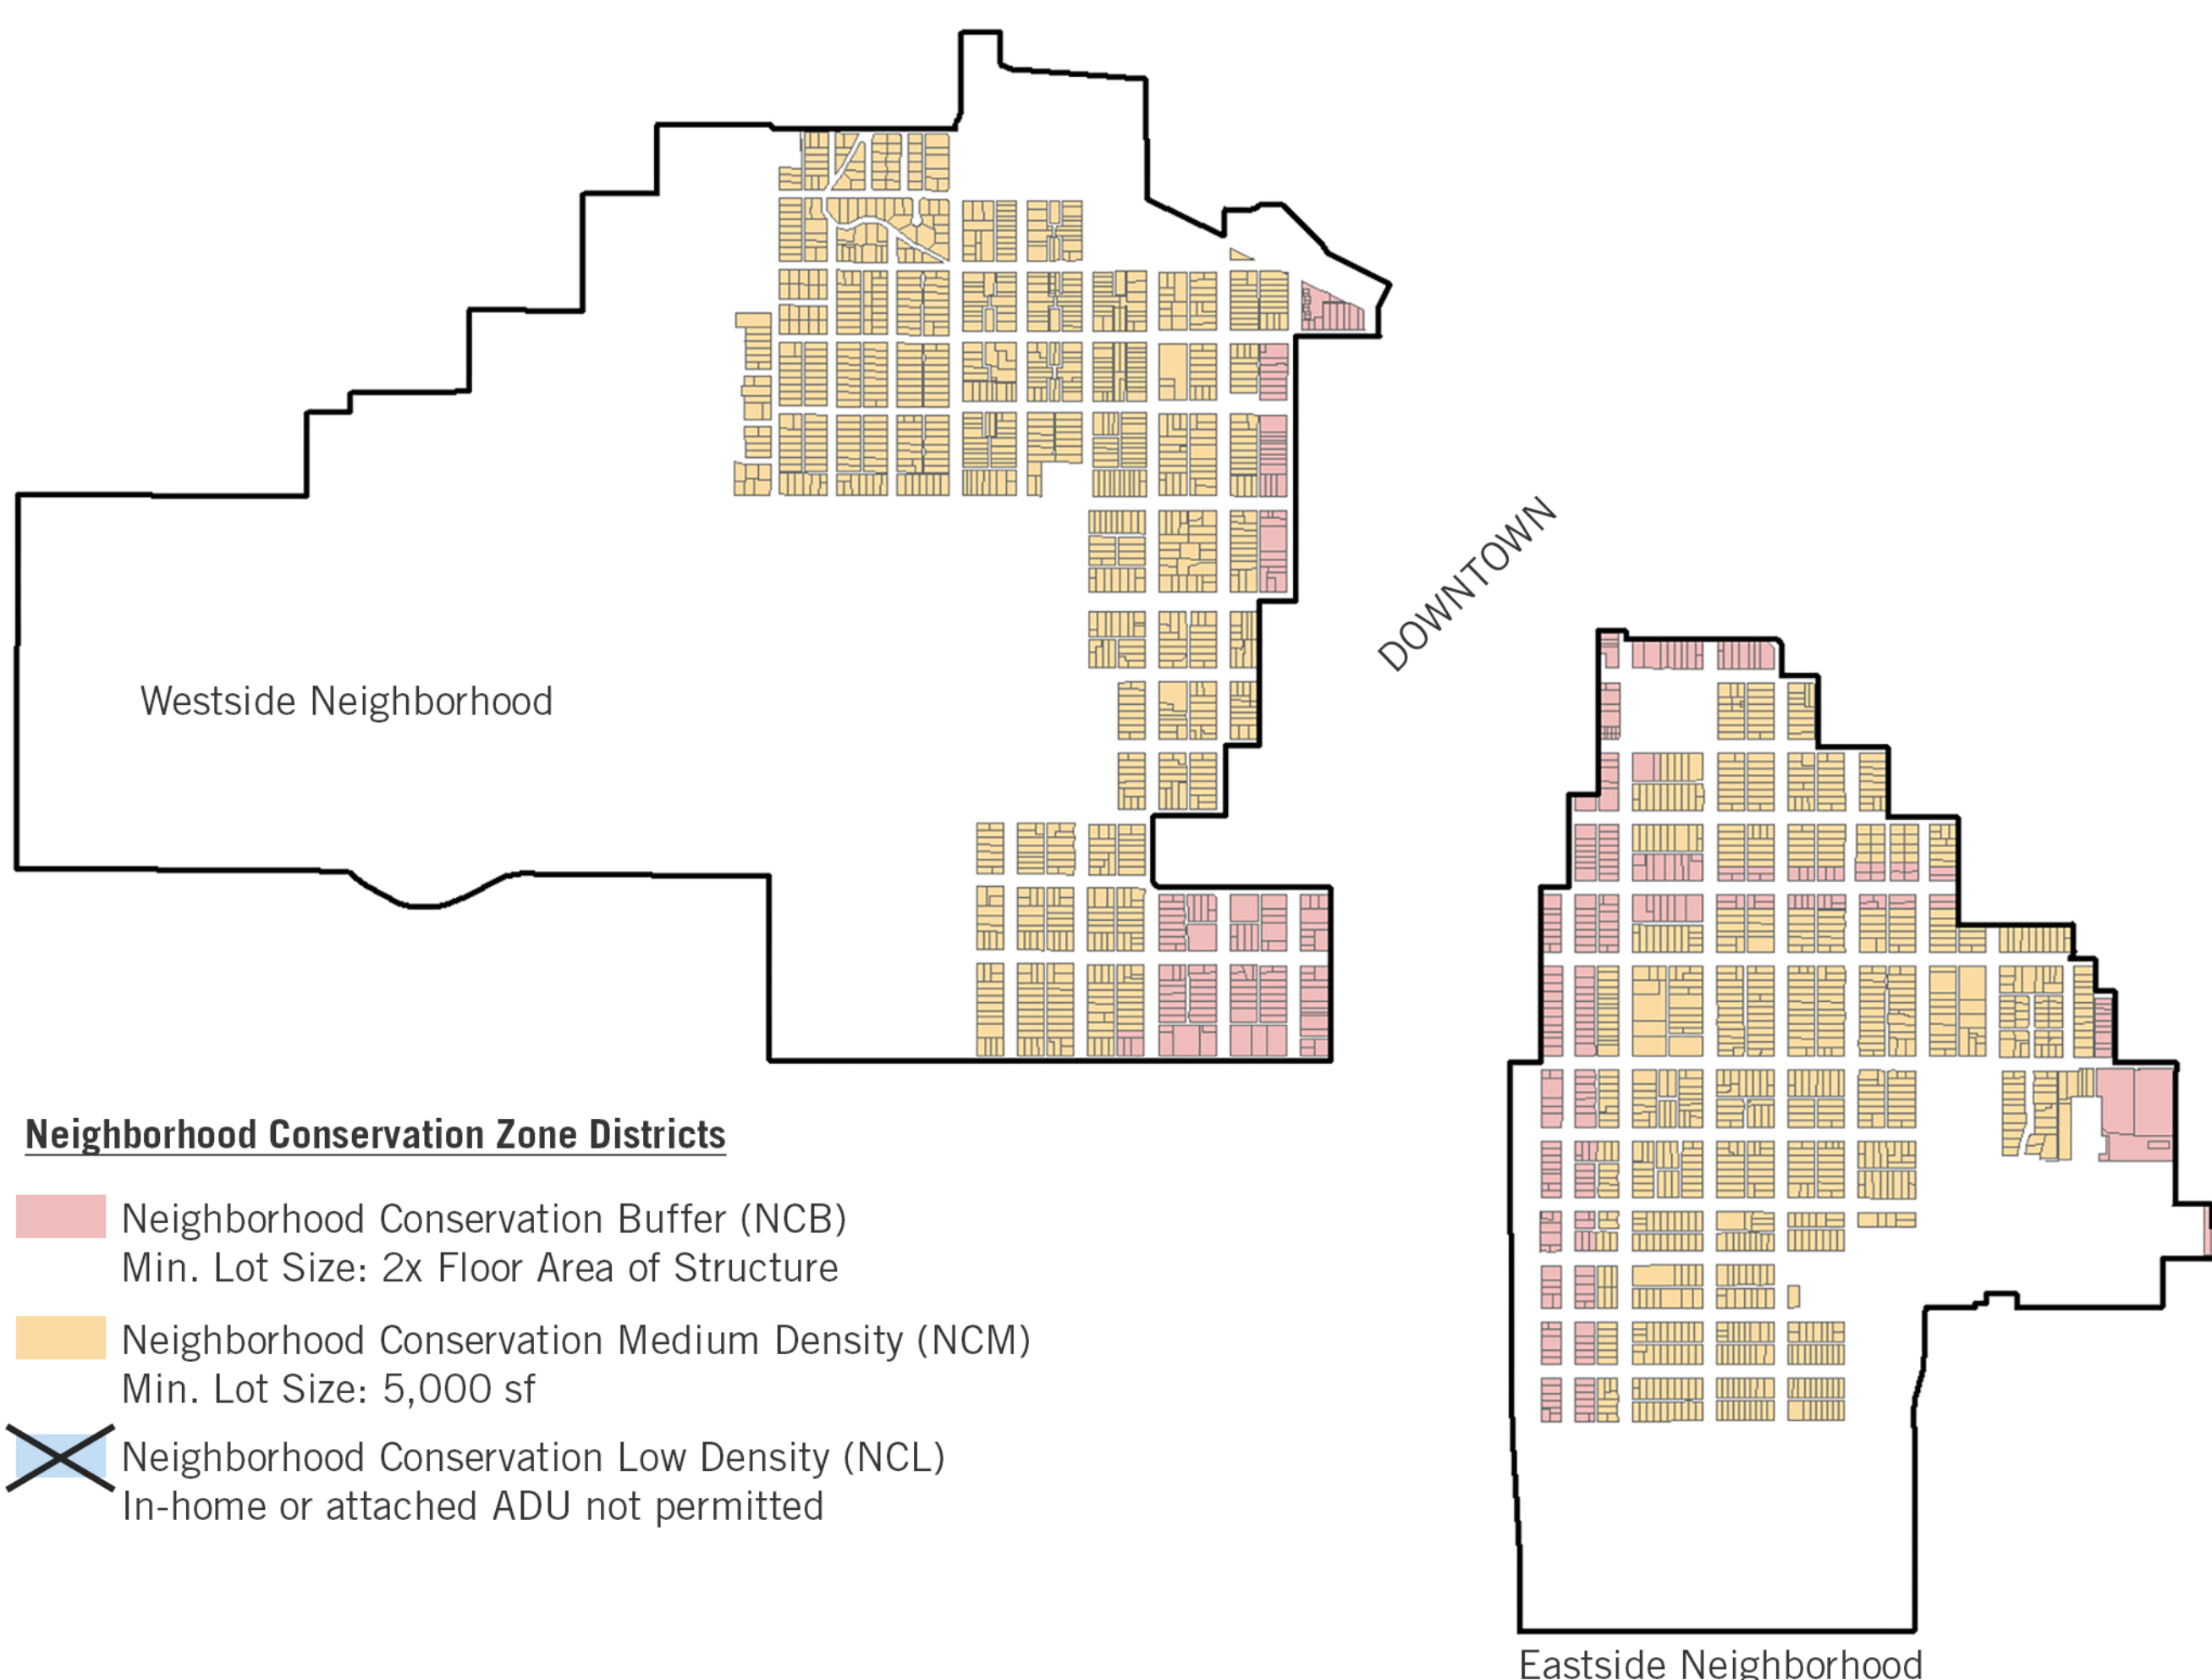 DOWNTOWN
Westside Neighborhood
Neighborhood Conservation Zone Districts
Neighborhood Conservation Buffer (NCB)
Min. Lot Size: 2x Floor Area of Structure
Neighborhood Conservation Medium Density (NCM)
Min. Lot Size: 5,000 sf
Neighborhood Conservation Low Density (NCL)
In-home or attached ADU not permitted
Eastside Neighborhood